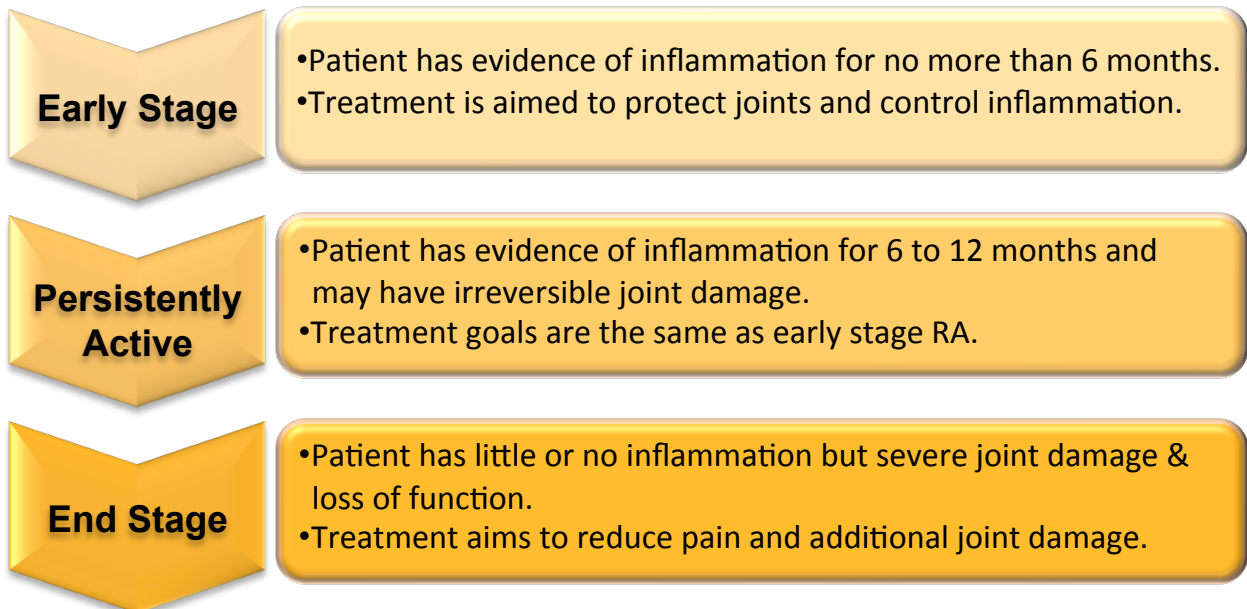 Early Stage
•Patient has evidence of inflammation for no more than 6 months.
•Treatment is aimed to protect joints and control inflammation.
Persistently
Active
•Patient has evidence of inflammation for 6 to 12 months and
may have irreversible joint damage.
•Treatment goals are the same as early stage RA.
End Stage
•Patient has little or no inflammation but severe joint damage &
loss of function.
•Treatment aims to reduce pain and additional joint damage.